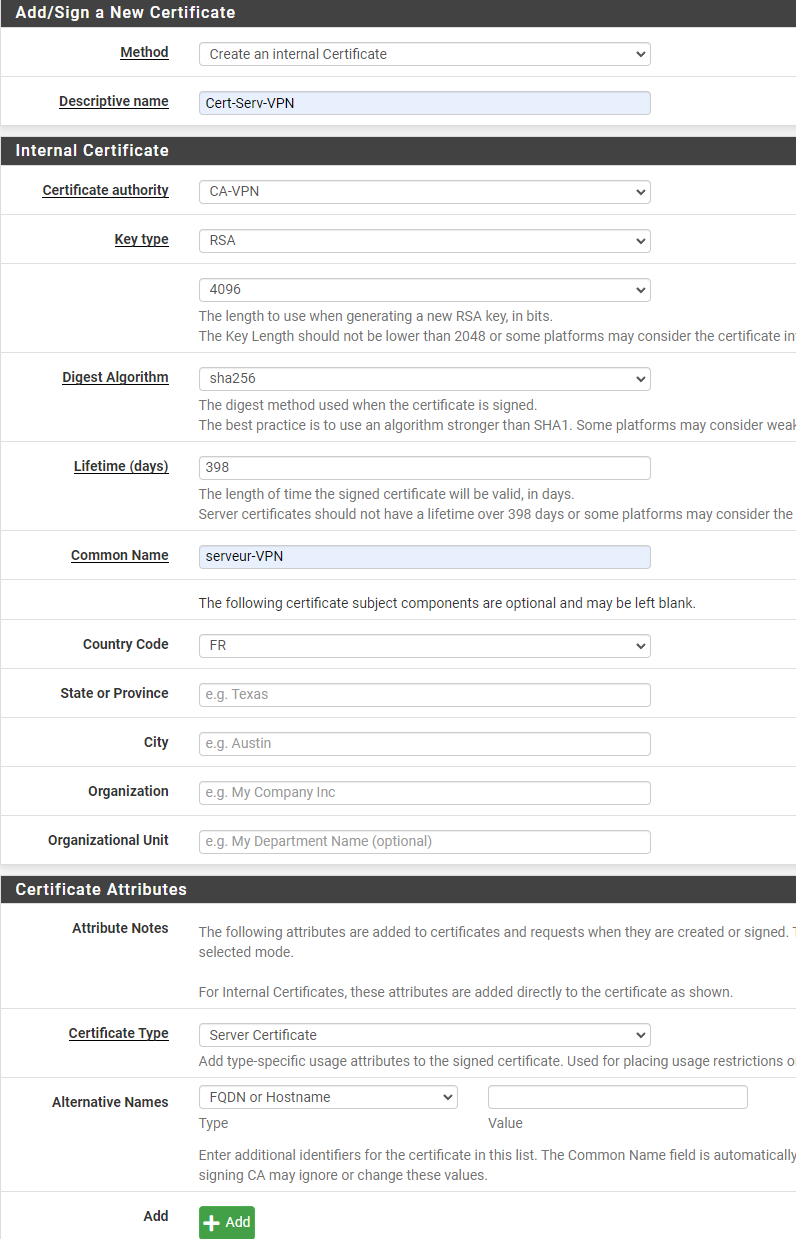 Add/Sign a New Certificate
Method
Create an internal Certificate
Descriptive name
Cert-Serv-VPN
Internal Certificate
Certificate authority
CA-VPN
Key type
RSA
4096
The length to use when generating a new RSA key, in bits.
The Key Length should not be lower than 2048 or some platforms may consider the certificate in
Digest Algorithm
sha256
The digest method used when the certificate is signed.
The best practice is to use an algorithm stronger than SHA1. Some platforms may consider weak
Lifetime (days)
398
The length of time the signed certificate will be valid, in days.
Server certificates should not have a lifetime over 398 days or some platforms may consider the
Common Name
serveur-VPN
The following certificate subject components are optional and may be left blank.
Country Code
FR
State or Province
e.g. Texas
City
e.g. Austin
Organization
e.g. My Company Inc
Organizational Unit
e.g. My Department Name (optional)
Certificate Attributes
Attribute Notes
The following attributes are added to certificates and requests when they are created or signed. T
selected mode.
For Internal Certificates, these attributes are added directly to the certificate as shown.
Certificate Type
Server Certificate
Add type-specific usage attributes to the signed certificate. Used for placing usage restrictions o
Alternative Names
FQDN or Hostname
Type
Value
Enter additional identifiers for the certificate in this list. The Common Name field is automatically
signing CA may ignore or change these values.
Add
Add